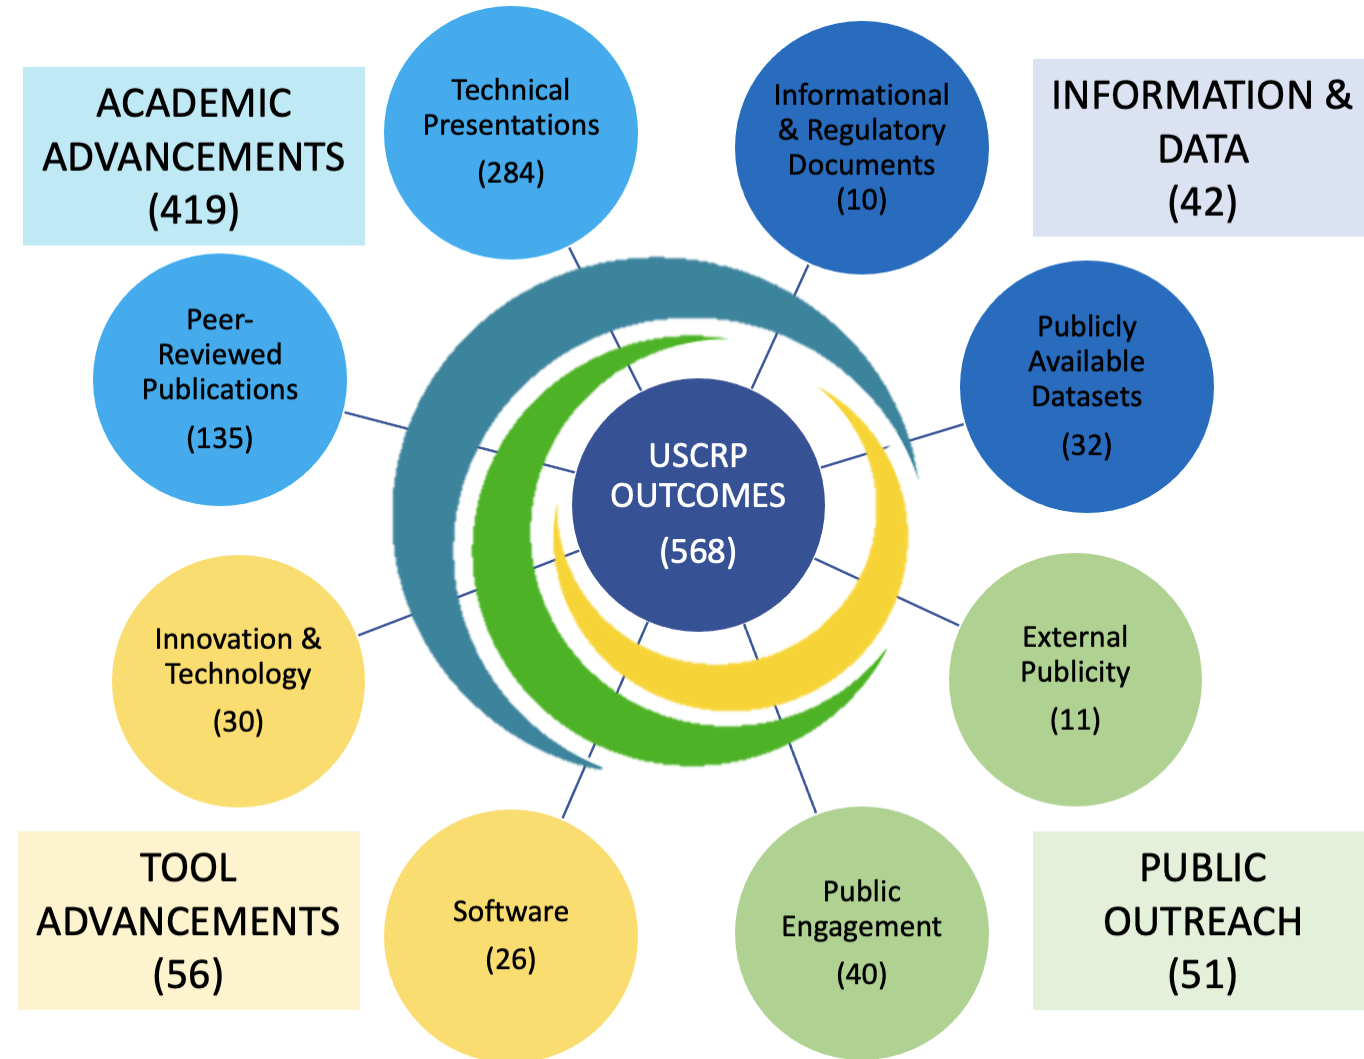 ACADEMIC
ADVANCEMENTS
(419)
Technical
Presentations
(284)
Informational
& Regulatory
Documents
(10)
INFORMATION &
DATA
(42)
Peer-
Reviewed
Publications
(135)
Publicly
Available
Datasets
(32)
USCRP
OUTCOMES
(568)
Innovation &
Technology
(30)
External
Publicity
(11)
TOOL
ADVANCEMENTS
(56)
Software
(26)
Public
Engagement
(40)
PUBLIC
OUTREACH
(51)